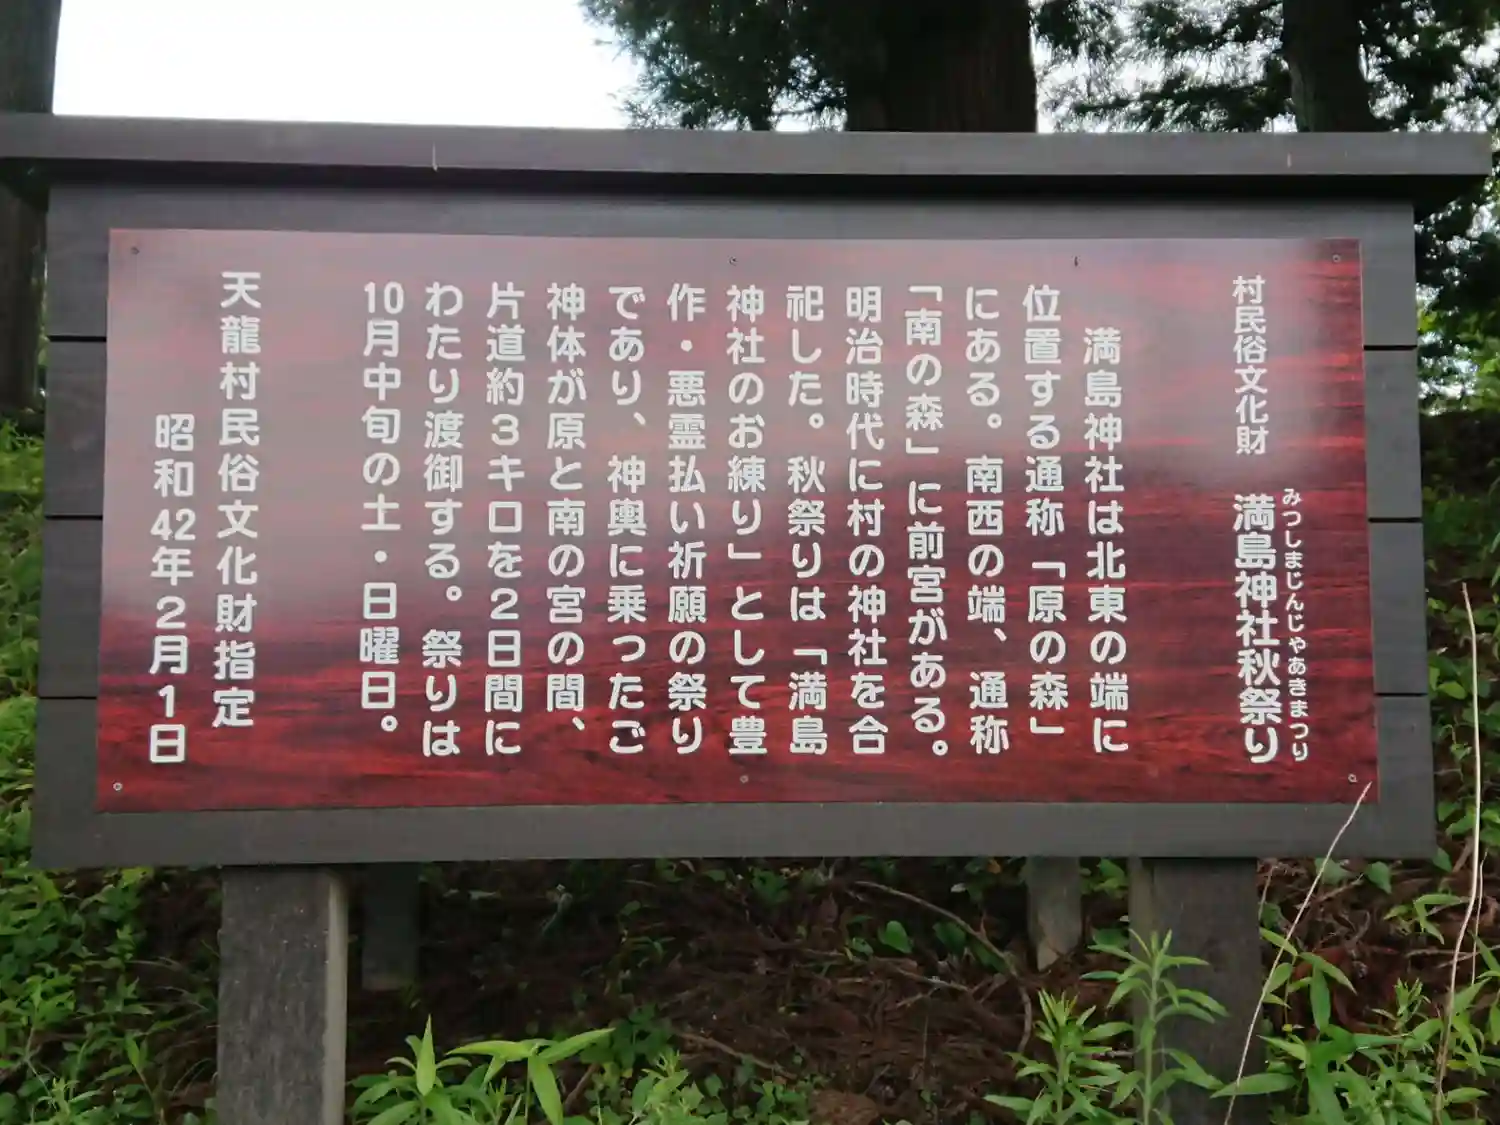 村民俗文化財 満島神社秋祭り
みつしまじんじゃあきまつり
満島神社は北東の端に
位置する通称「原の森」
にある。南西の端、通称
「南の森」に前宮がある。
明治時代に村の神社を合
祀した。秋祭りは「満島
神社のお練り」として豊
作・悪霊払い祈願の祭り
であり、神輿に乗ったご
神体が原と南の宮の間、
片道約3キロを2日間に
わたり渡御する。祭りは
10月中旬の土・日曜日。
天龍村民俗文化財指定
昭和42年2月1日